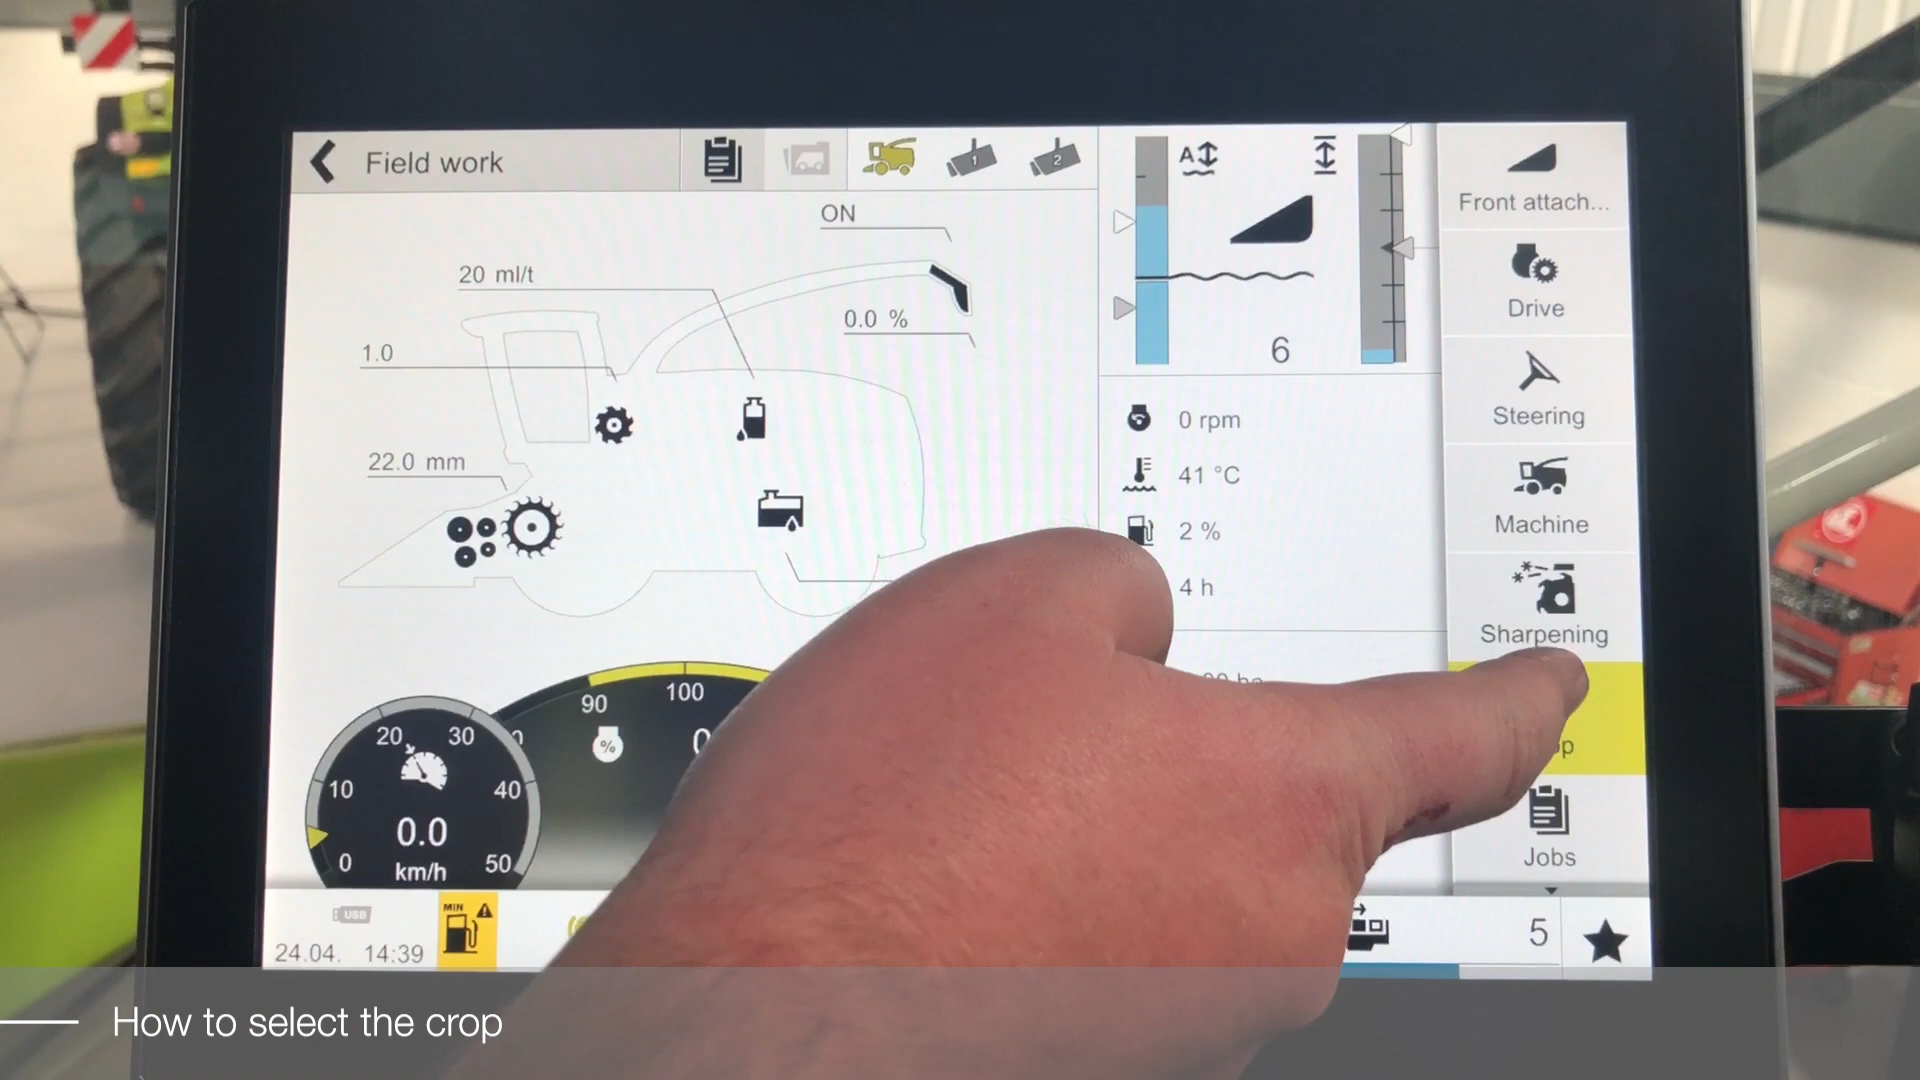 Field work
1
2
A
Front attach...
ON
20 ml/t
0.0 %
1.0
22.0 mm
6
Drive
Steering
0 rpm
41 °C
2 %
4 h
Machine
Sharpening
Jobs
90
100
%
20
30
10
40
0.0
0
50
km/h
USB
MIN
24.04. 14:39
5
How to select the crop